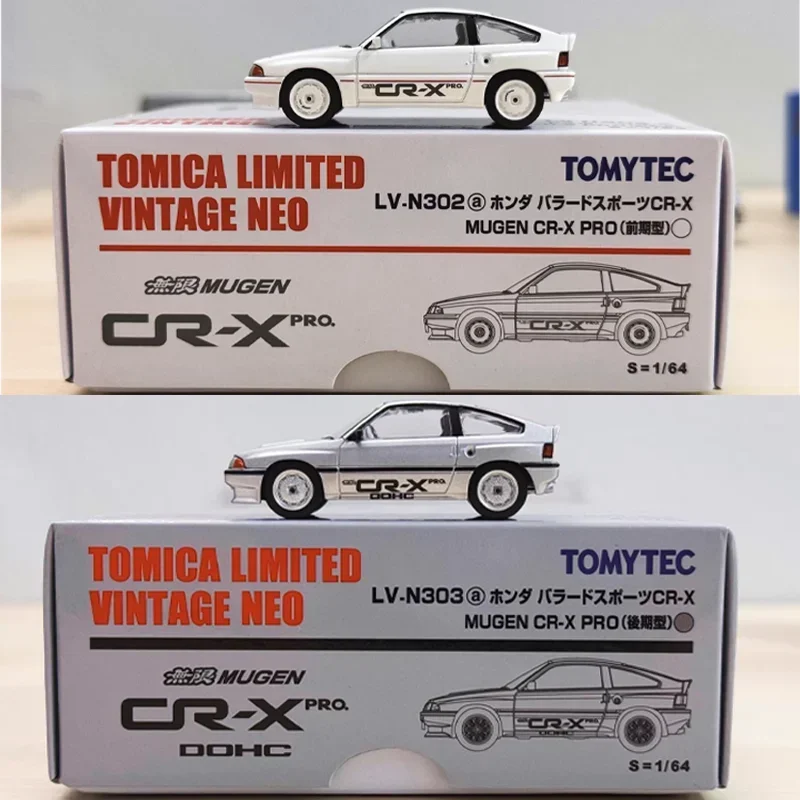 CR-X PRO.
TOMICA LIMITED
VINTAGE NEO
TOMYTEC
LV-N302 ⓐ ホンダ バラードスポーツCR-X
MUGEN CR-X PRO(前期型)○
無限 MUGEN
CR-X PRO.
CR-X PRO.
S=1/64
CR-X PRO.
DOHC
TOMICA LIMITED
VINTAGE NEO
TOMYTEC
LV-N303 ⓐ ホンダ バラードスポーツCR-X
MUGEN CR-X PRO(後期型)●
無限 MUGEN
CR-X PRO.
DOHC
CR-X PRO.
DOHC
S=1/64